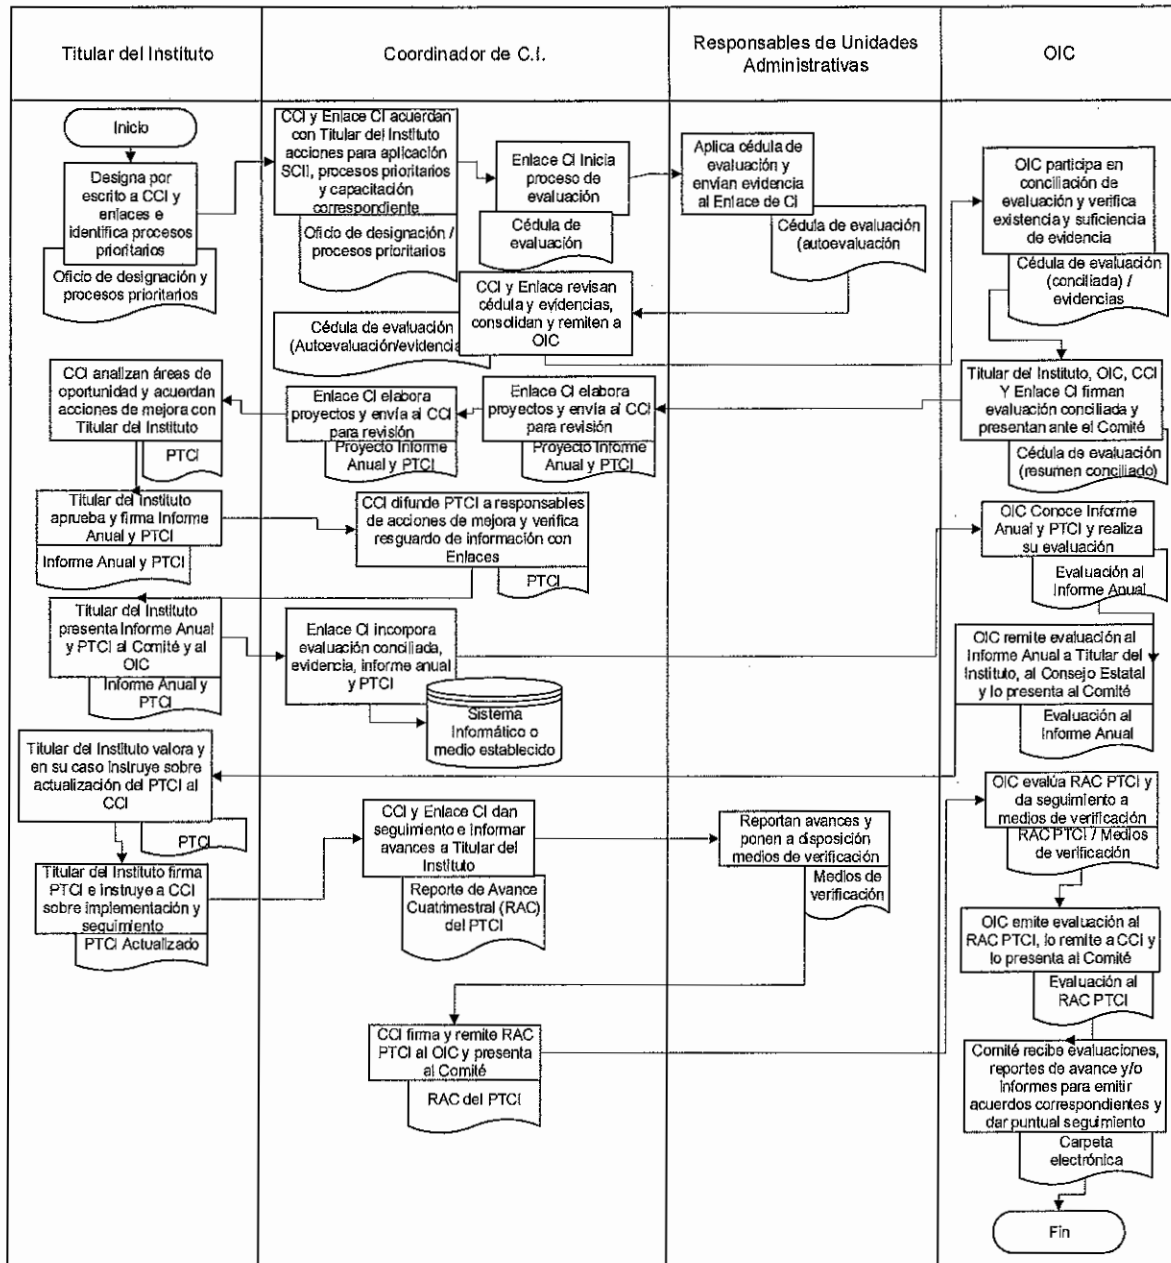 Titular del Instituto
Coordinador de C.I.
Responsables de Unidades
Administrativas
OIC
Inicio
Designa por
escrito a CCI y
enlaces e
identifica procesos
prioritarios
Oficio de designación y
procesos prioritarios
CCI y Enlace CI acuerdan
con Titular del Instituto
acciones para aplicación
SCII, procesos prioritarios
y capacitación
correspondiente
Oficio de designación /
procesos prioritarios
Enlace CI Inicia
proceso de
evaluación
Cédula de
evaluación
Aplica cédula de
evaluación y
envían evidencia
al Enlace de CI
Cédula de evaluación
(autoevaluación
OIC participa en
conciliación de
evaluación y verifica
existencia y suficiencia
de evidencia
Cédula de evaluación
(conciliada) /
evidencias
CCI y Enlace revisan
cédula y evidencias,
consolidan y remiten a
OIC
Cédula de evaluación
(Autoevaluación/evidencia
Titular del Instituto, OIC, CCI
Y Enlace CI firman
evaluación conciliada y
presentan ante el Comité
Cédula de evaluación
(resumen conciliado)
Enlace CI elabora
proyectos y envía al CCI
para revisión
Proyecto Informe
Anual y PTCI
Enlace CI elabora
proyectos y envía al CCI
para revisión
Proyecto Informe
Anual y PTCI
CCI analizan áreas de
oportunidad y acuerdan
acciones de mejora con
Titular del Instituto
PTCI
Titular del Instituto
aprueba y firma Informe
Anual y PTCI
Informe Anual y PTCI
CCI difunde PTCI a responsables
de acciones de mejora y verifica
resguardo de información con
Enlaces
PTCI
Titular del Instituto
presenta Informe Anual
y PTCI al Comité y al
OIC
Informe Anual y
PTCI
Enlace CI incorpora
evaluación conciliada,
evidencia, informe anual
y PTCI
Sistema
Informático o
medio establecido
OIC Conoce Informe
Anual y PTCI y realiza
su evaluación
Evaluación al
Informe Anual
OIC remite evaluación al
Informe Anual a Titular del
Instituto, al Consejo Estatal
y lo presenta al Comité
Evaluación al
Informe Anual
Titular del Instituto valora y
en su caso instruye sobre
actualización del PTCI al
CCI
PTCI
Titular del Instituto firma
PTCI e instruye a CCI
sobre implementación y
seguimiento
PTCI Actualizado
CCI y Enlace CI dan
seguimiento e informar
avances a Titular del
Instituto
Reporte de Avance
Cuatrimestral (RAC)
del PTCI
Reportan avances y
ponen a disposición
medios de verificación
Medios de
verificación
CCI firma y remite RAC
PTCI al OIC y presenta
al Comité
RAC del PTCI
OIC evalúa RAC PTCI y
da seguimiento a
medios de verificación
RAC PTCI / Medios
de verificación
OIC emite evaluación al
RAC PTCI, lo remite a CCI y
lo presenta al Comité
Evaluación al
RAC PTCI
Comité recibe evaluaciones,
reportes de avance y/o
Informes para emitir
acuerdos correspondientes y
dar puntual seguimiento
Carpeta
electrónica
Fin